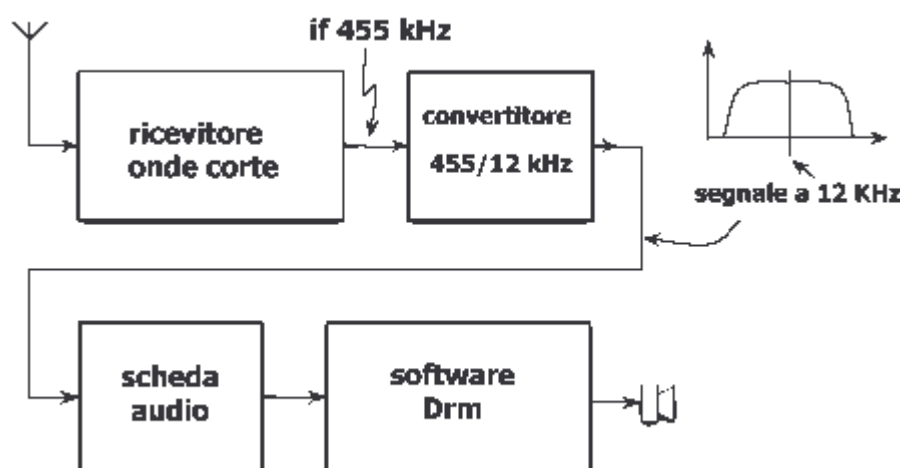 if 455 kHz
ricevitore
onde corte
convertitore
455/12 kHz
segnale a 12 KHz
scheda
audio
software
Drm